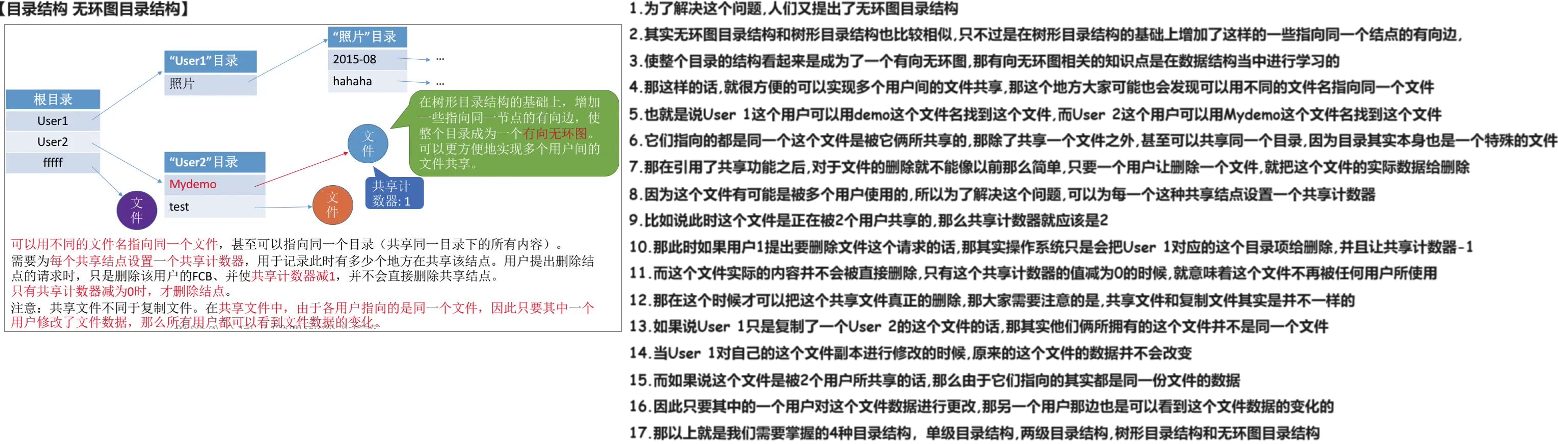 【目录结构 无环图目录结构】
根目录
User1
User2
fffff
“User1”目录
照片
“照片”目录
2015-08
...
hahaha
...
“User2”目录
Mydemo
test
文件
文件
文件
共享计
数器: 1
在树形目录结构的基础上，增加
一些指向同一节点的有向边，使
整个目录成为一个有向无环图。
可以更方便地实现多个用户间的
文件共享。
可以用不同的文件名指向同一个文件，甚至可以指向同一个目录（共享同一目录下的所有内容）。
需要为每个共享结点设置一个共享计数器，用于记录此时有多少个地方在共享该结点。用户提出删除结
点的请求时，只是删除该用户的FCB、并使共享计数器减1，并不会直接删除共享结点。
只有共享计数器减为0时，才删除结点。
注意：共享文件不同于复制文件。在共享文件中，由于各用户指向的是同一个文件，因此只要其中一个
用户修改了文件数据，那么所有用户都可以看到文件数据的变化。
1.为了解决这个问题,人们又提出了无环图目录结构
2.其实无环图目录结构和树形目录结构也比较相似,只不过是在树形目录结构的基础上增加了这样的一些指向同一个结点的有向边,
3.使整个目录的结构看起来是成为了一个有向无环图,那有向无环图相关的知识点是在数据结构当中进行学习的
4.那这样的话,就很方便的可以实现多个用户间的文件共享,那这个地方大家可能也会发现可以用不同的文件名指向同一个文件
5.也就是说User 1这个用户可以用demo这个文件名找到这个文件,而User 2这个用户可以用Mydemo这个文件名找到这个文件
6.它们指向的都是同一个这个文件是被它俩所共享的,那除了共享一个文件之外,甚至可以共享同一个目录,因为目录其实本身也是一个特殊的文件
7.那在引用了共享功能之后,对于文件的删除就不能像以前那么简单,只要一个用户让删除一个文件,就把这个文件的实际数据给删除
8.因为这个文件有可能是被多个用户使用的,所以为了解决这个问题,可以为每一个这种共享结点设置一个共享计数器
9.比如说此时这个文件是正在被2个用户共享的,那么共享计数器就应该是2
10.那此时如果用户1提出要删除文件这个请求的话,那其实操作系统只是会把User 1对应的这个目录项给删除,并且让共享计数器-1
11.而这个文件实际的内容并不会被直接删除,只有这个共享计数器的值减为0的时候,就意味着这个文件不再被任何用户所使用
12.那在这个时候才可以把这个共享文件真正的删除,那大家需要注意的是,共享文件和复制文件其实是并不一样的
13.如果说User 1只是复制了一个User 2的这个文件的话,那其实他们俩所拥有的这个文件并不是同一个文件
14.当User 1对自己的这个文件副本进行修改的时候,原来的这个文件的数据并不会改变
15.而如果说这个文件是被2个用户所共享的话,那么由于它们指向的其实都是同一份文件的数据
16.因此只要其中的一个用户对这个文件数据进行更改,那另一个用户那边也是可以看到这个文件数据的变化的
17.那以上就是我们需要掌握的4种目录结构，单级目录结构,两级目录结构,树形目录结构和无环图目录结构